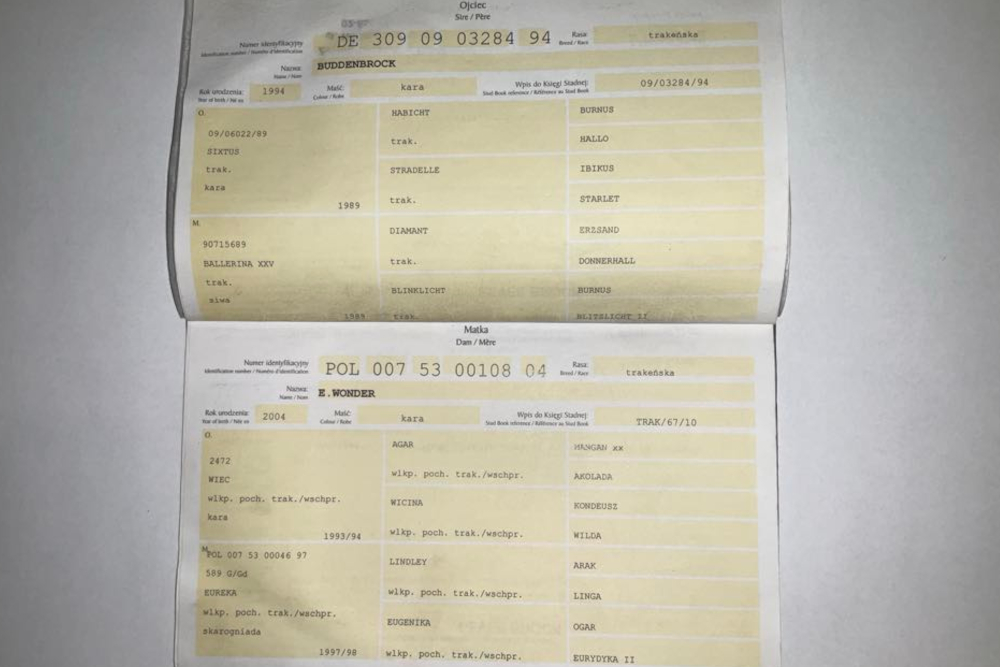 Ojciec
Sire / Père
Numer identyfikacyjny
Identification number / Numéro d'identification
DE 309 09 03284 94
Rasa:
Breed / Race
trakeńska
Nazwa:
Name / Nom
BUDDENBROCK
Rok urodzenia:
Year of birth / Né en
1994
Maść:
Colour / Robe
kara
Wpis do Księgi Stadnej:
Stud Book reference / Référence au Stud Book
09/03284/94
O.
09/06022/89
SIXTUS
trak.
kara
1989
HABICHT
trak.
STRADELLE
trak.
BURNUS
HALLO
IBIKUS
STARLET
M.
90715689
BALLERINA XXV
trak.
siwa
1989
DIAMANT
trak.
BLINKLICHT
trak.
ERZSAND
DONNERHALL
BURNUS
BLITSLICHT II
Matka
Dam / Mère
Numer identyfikacyjny
Identification number / Numéro d'identification
POL 007 53 00108 04
Rasa:
Breed / Race
trakeńska
Nazwa:
Name / Nom
E.WONDER
Rok urodzenia:
Year of birth / Né en
2004
Maść:
Colour / Robe
kara
Wpis do Księgi Stadnej:
Stud Book reference / Référence au Stud Book
TRAK/67/10
O.
2472
WIEC
wlkp. poch. trak./wschpr.
kara
1993/94
AGAR
wlkp. poch. trak./wschpr.
WICINA
wlkp. poch. trak./wschpr.
HANGAN xx
AKOLADA
KONDEUSZ
WILDA
M.
POL 007 53 00046 97
589 G/Gd
EUREKA
wlkp. poch. trak./wschpr.
skarogniada
1997/98
LINDLEY
wlkp. poch. trak./wschpr.
EUGENIKA
wlkp. poch. trak./wschpr.
ARAK
LINGA
OGAR
EURYDYKA II